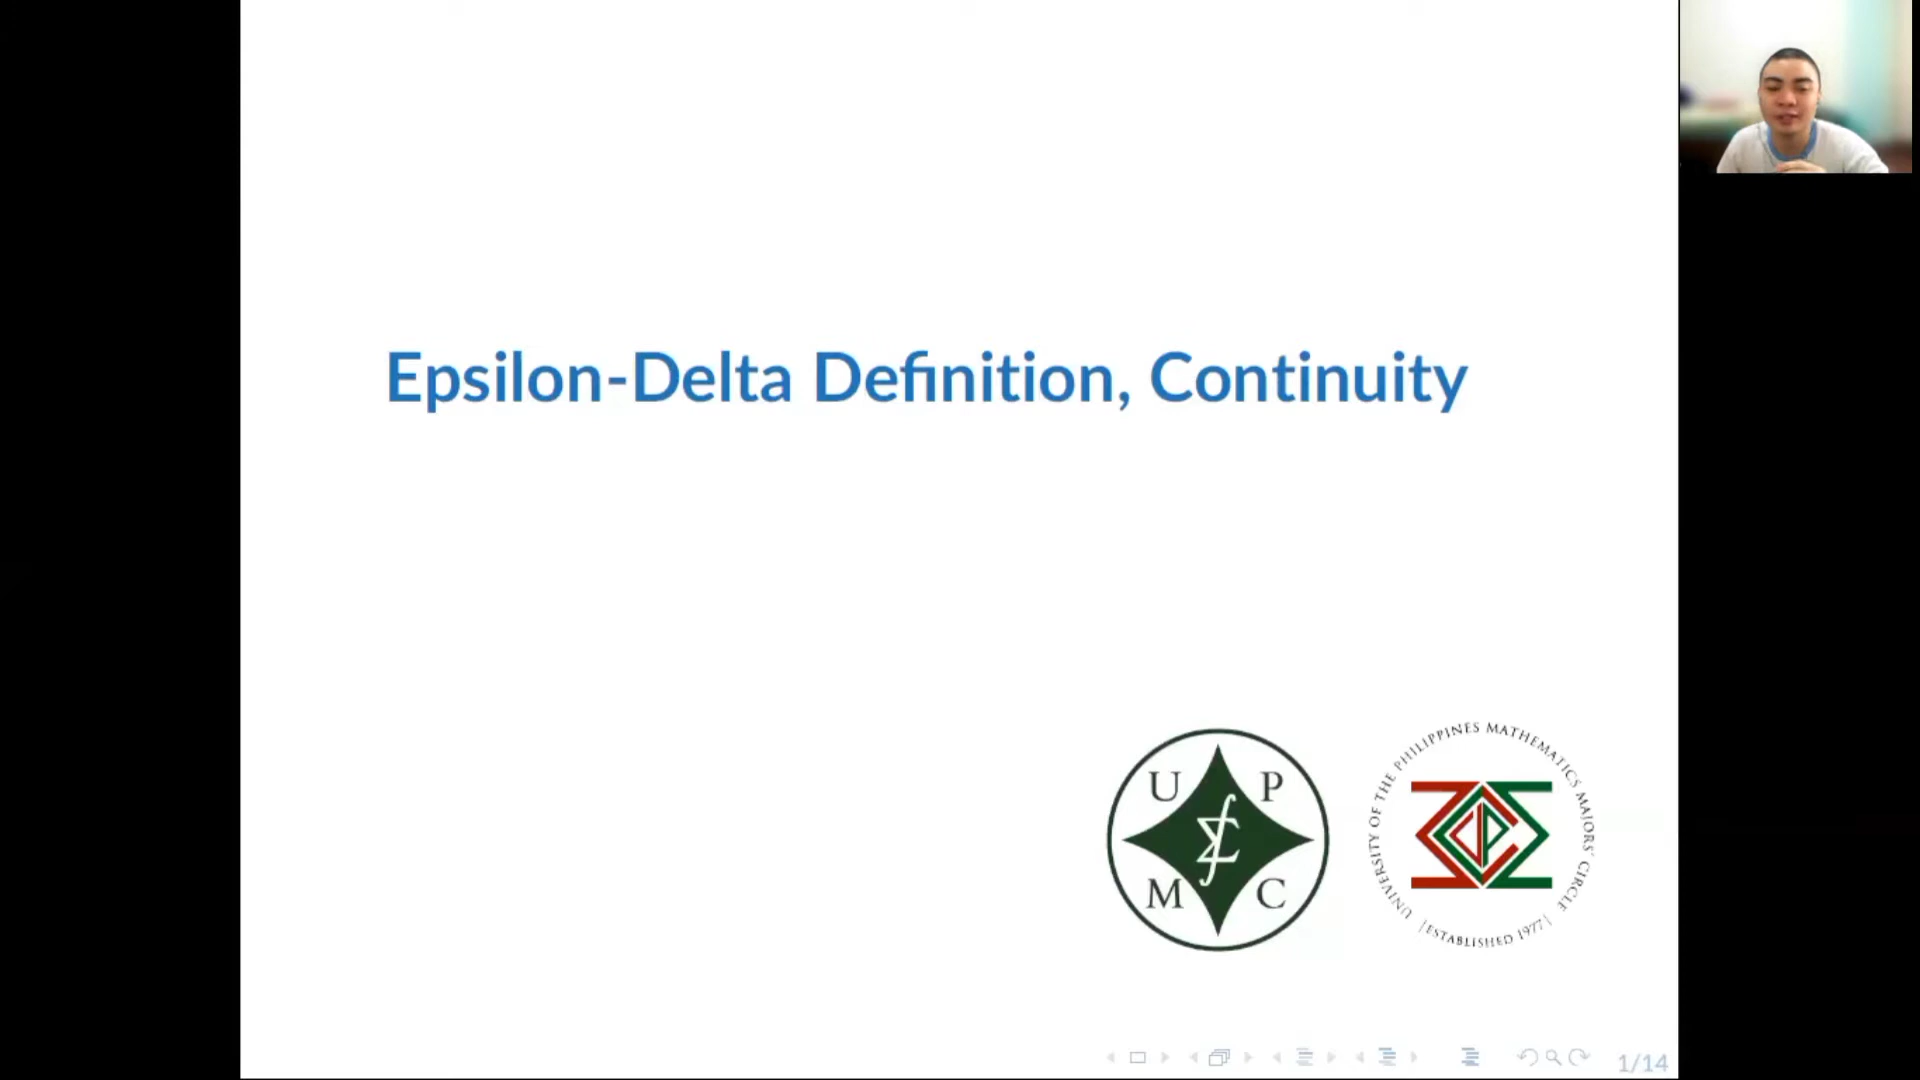 Epsilon-Delta Definition, Continuity
U P
M C
UNIVERSITY OF THE PHILIPPINES MATHEMATICS MAJORS' CIRCLE
|ESTABLISHED 1977|
1/14